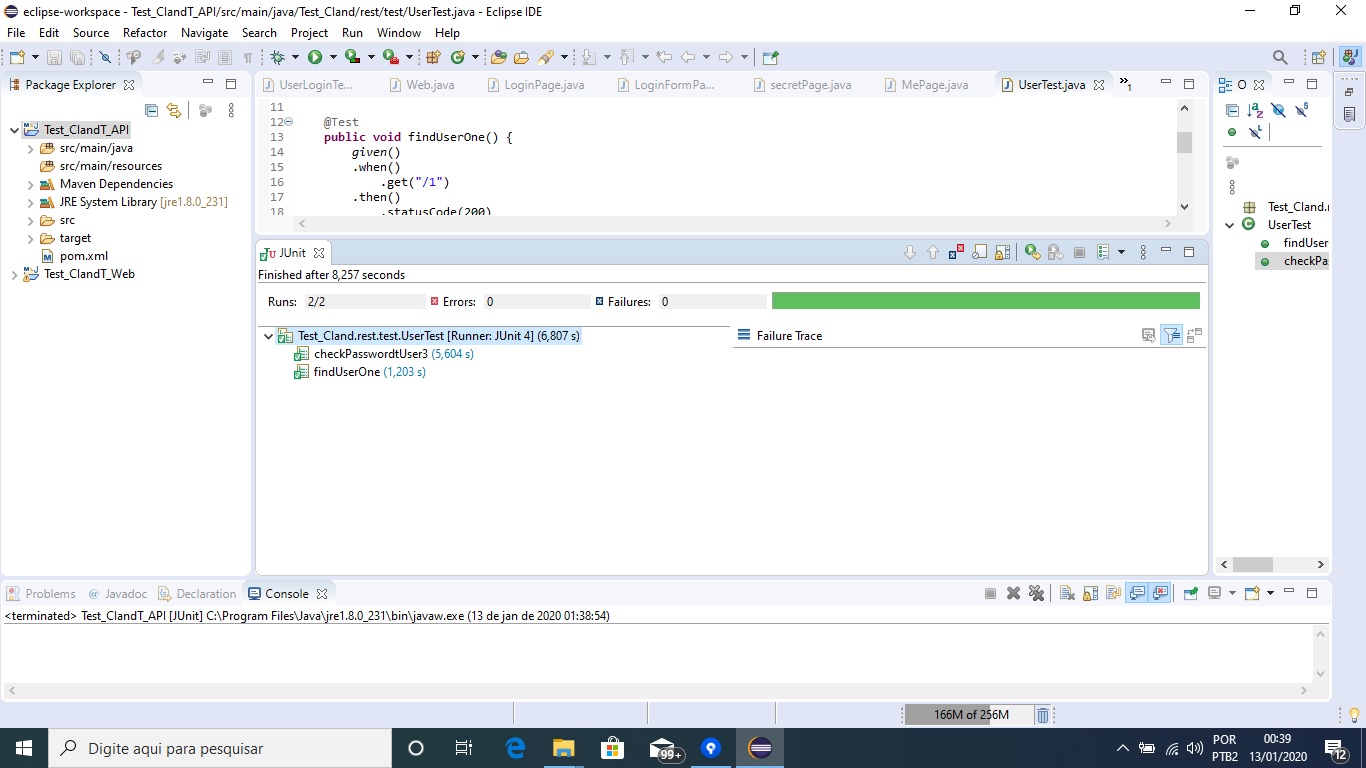 eclipse-workspace - Test_ClandT_API/src/main/java/Test_Cland/rest/test/UserTest.java - Eclipse IDE
File Edit Source Refactor Navigate Search Project Run Window Help
Package Explorer
UserLoginTe... Web.java LoginPage.java LoginFormPa... secretPage.java MePage.java UserTest.java »1
O
Test_ClandT_API
src/main/java
src/main/resources
Maven Dependencies
JRE System Library [jre1.8.0_231]
src
target
pom.xml
Test_ClandT_Web
11
12 @Test
13 public void findUserOne() {
14 given()
15 .when()
16 .get("/1")
17 .then()
18 .statusCode(200)
JUnit
Finished after 8,257 seconds
Runs: 2/2 Errors: 0 Failures: 0
Test_Cland.rest.test.UserTest [Runner: JUnit 4] (6,807 s)
checkPasswordtUser3 (5,604 s)
findUserOne (1,203 s)
Failure Trace
Test_Cland.r
UserTest
findUser
checkPa
Problems Javadoc Declaration Console
<terminated> Test_ClandT_API [JUnit] C:\Program Files\Java\jre1.8.0_231\bin\javaw.exe (13 de jan de 2020 01:38:54)
166M of 256M
Digite aqui para pesquisar
99+
POR
PTB2
00:39
13/01/2020
12